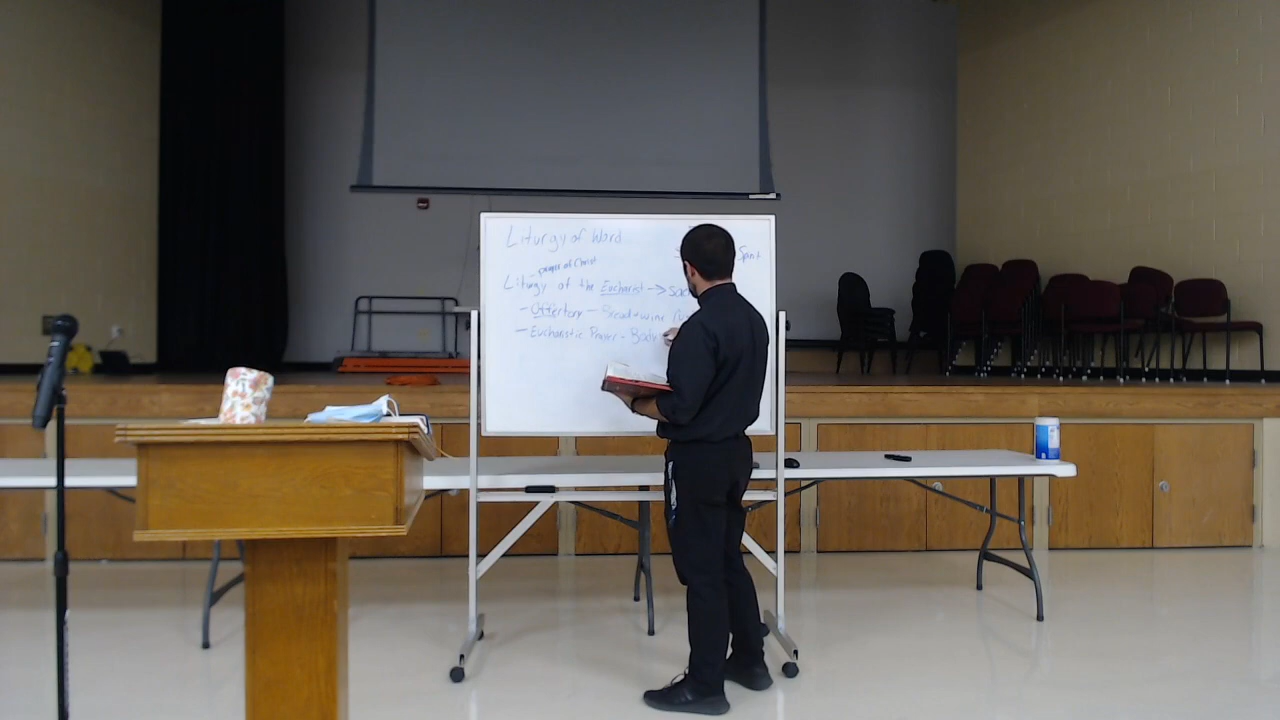 Liturgy of Word
Spirit
prayer of Christ
Liturgy of the Eucharist →
- Offertory - Bread + wine
- Eucharistic Prayer - Body